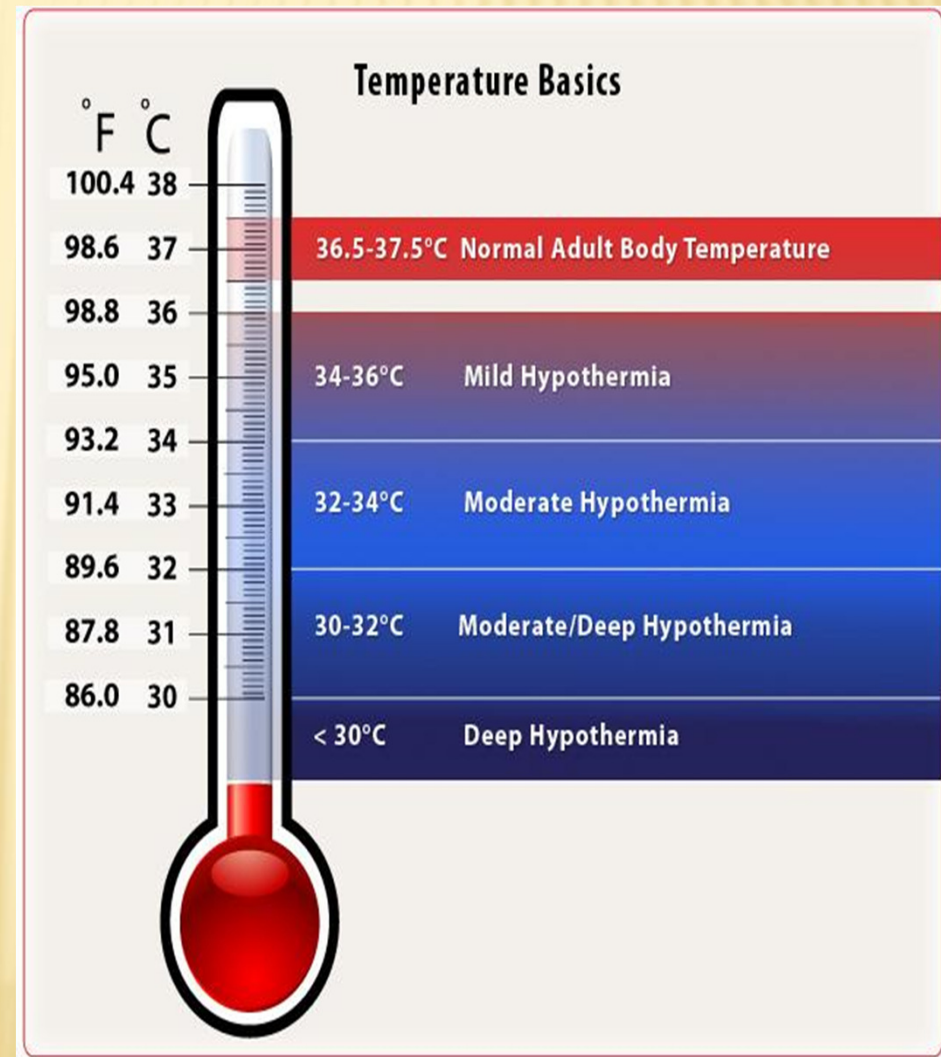 Temperature Basics
°F °C
100.4 38
98.6 37
36.5-37.5°C Normal Adult Body Temperature
98.8 36
95.0 35
34-36°C Mild Hypothermia
93.2 34
91.4 33
32-34°C Moderate Hypothermia
89.6 32
87.8 31
30-32°C Moderate/Deep Hypothermia
86.0 30
< 30°C Deep Hypothermia